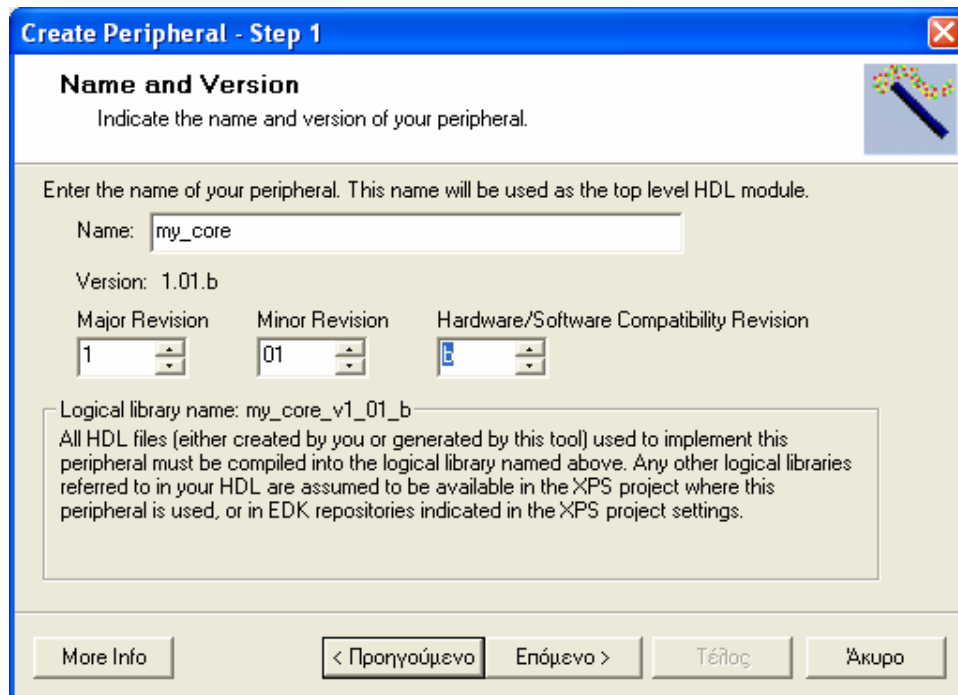 Create Peripheral - Step 1
Name and Version
Indicate the name and version of your peripheral.
Enter the name of your peripheral. This name will be used as the top level HDL module.
Name: my_core
Version: 1.01.b
Major Revision Minor Revision Hardware/Software Compatibility Revision
1 01 b
Logical library name: my_core_v1_01_b
All HDL files (either created by you or generated by this tool) used to implement this
peripheral must be compiled into the logical library named above. Any other logical libraries
referred to in your HDL are assumed to be available in the XPS project where this
peripheral is used, or in EDK repositories indicated in the XPS project settings.
More Info < Προηγούμενο Επόμενο > Τέλος Άκυρο